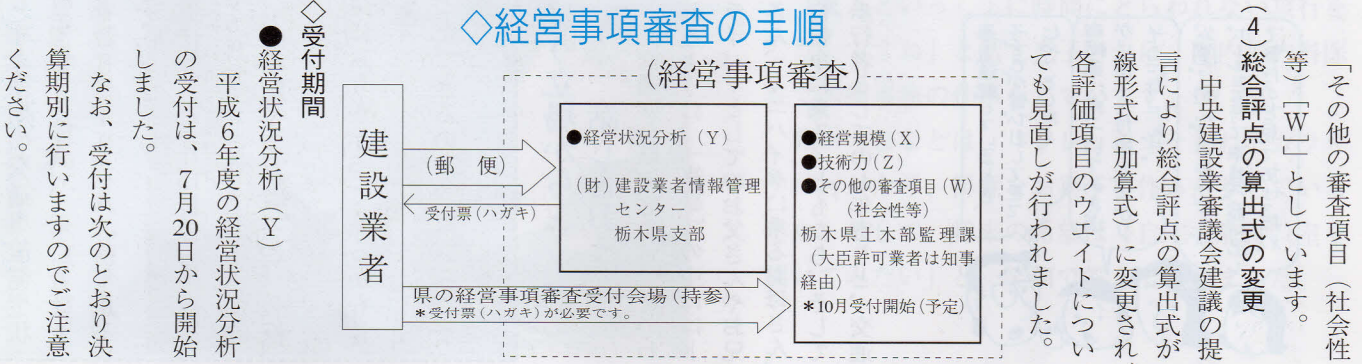 「その他の審査項目（社会性
等）［W］」としています。
(4)総合評点の算出式の変更
中央建設業審議会建議の提
言により総合評点の算出式が
線形式（加算式）に変更され
各評価項目のウエイトについ
ても見直しが行われました。
◇経営事項審査の手順
(経営事項審査)
建設業者
(郵 便)
受付票(ハガキ)
●経営状況分析（Y）
(財)建設業者情報管理
センター
栃木県支部
●経営規模(X)
●技術力(Z)
●その他の審査項目(W)
(社会性等)
栃木県土木部監理課
(大臣許可業者は知事
経由)
＊10月受付開始(予定)
県の経営事項審査受付会場(持参)
＊受付票(ハガキ)が必要です。
◇受付期間
●経営状況分析（Y）
平成6年度の経営状況分析
の受付は、7月20日から開始
しました。
なお、受付は次のとおり決
算期別に行いますのでご注意
ください。